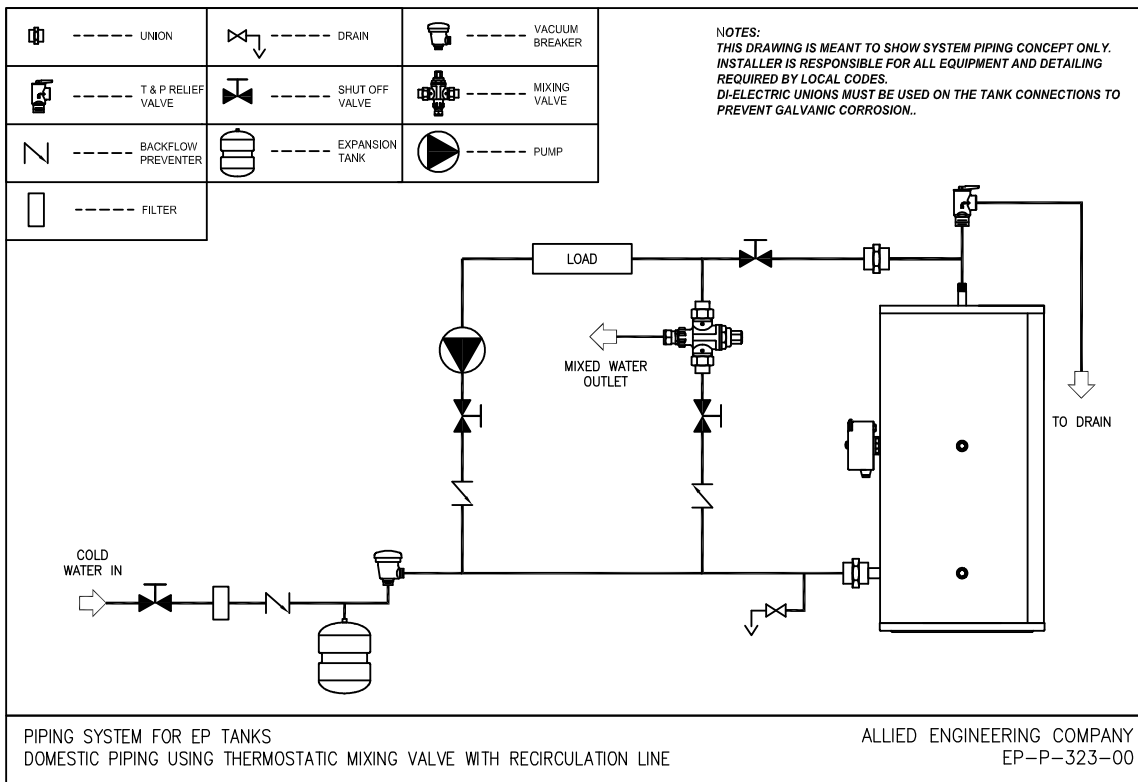 UNION
DRAIN
VACUUM
BREAKER
T & P RELIEF
VALVE
SHUT OFF
VALVE
MIXING
VALVE
BACKFLOW
PREVENTER
EXPANSION
TANK
PUMP
FILTER
NOTES:
THIS DRAWING IS MEANT TO SHOW SYSTEM PIPING CONCEPT ONLY.
INSTALLER IS RESPONSIBLE FOR ALL EQUIPMENT AND DETAILING
REQUIRED BY LOCAL CODES.
DI-ELECTRIC UNIONS MUST BE USED ON THE TANK CONNECTIONS TO
PREVENT GALVANIC CORROSION..
LOAD
MIXED WATER
OUTLET
TO DRAIN
COLD
WATER IN
PIPING SYSTEM FOR EP TANKS
DOMESTIC PIPING USING THERMOSTATIC MIXING VALVE WITH RECIRCULATION LINE
ALLIED ENGINEERING COMPANY
EP-P-323-00